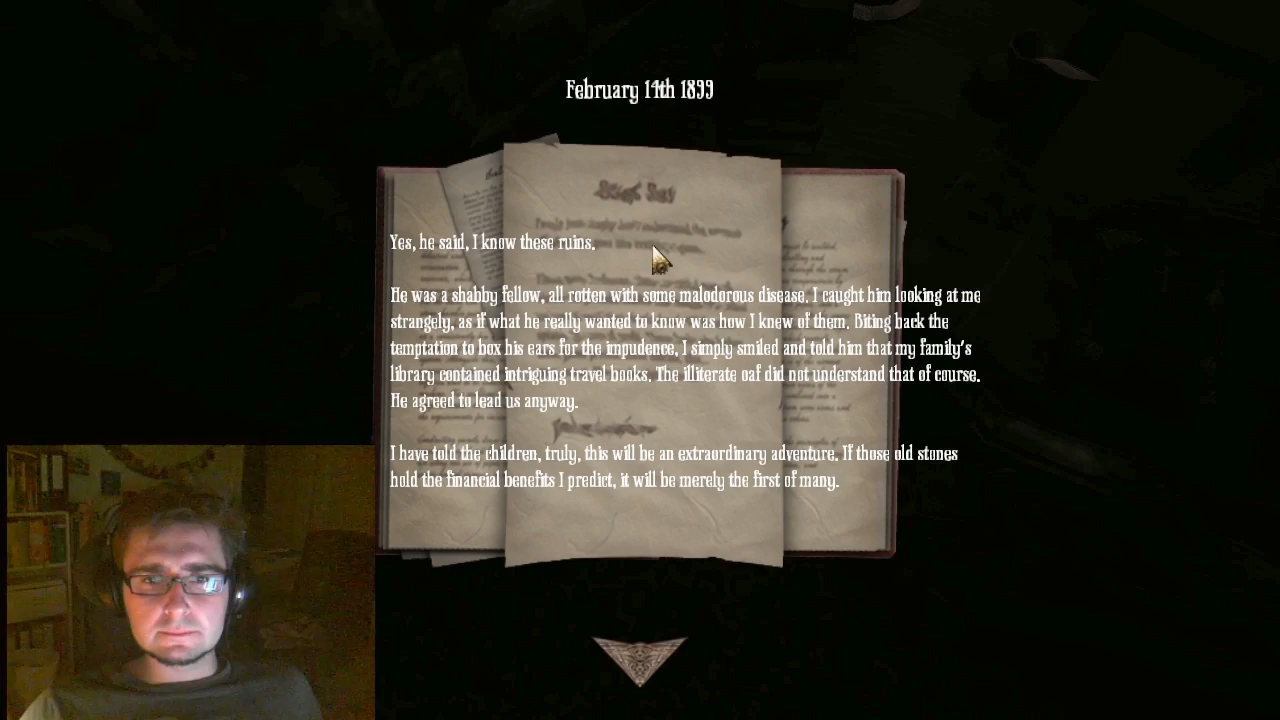 February 14th 1899
Yes, he said, I know these ruins.
He was a shabby fellow, all rotten with some malodorous disease. I caught him looking at me
strangely, as if what he really wanted to know was how I knew of them. Biting back the
temptation to box his ears for the impudence, I simply smiled and told him that my family's
library contained intriguing travel books. The illiterate oaf did not understand that of course.
He agreed to lead us anyway.
I have told the children, truly, this will be an extraordinary adventure. If those old stones
hold the financial benefits I predict, it will be merely the first of many.